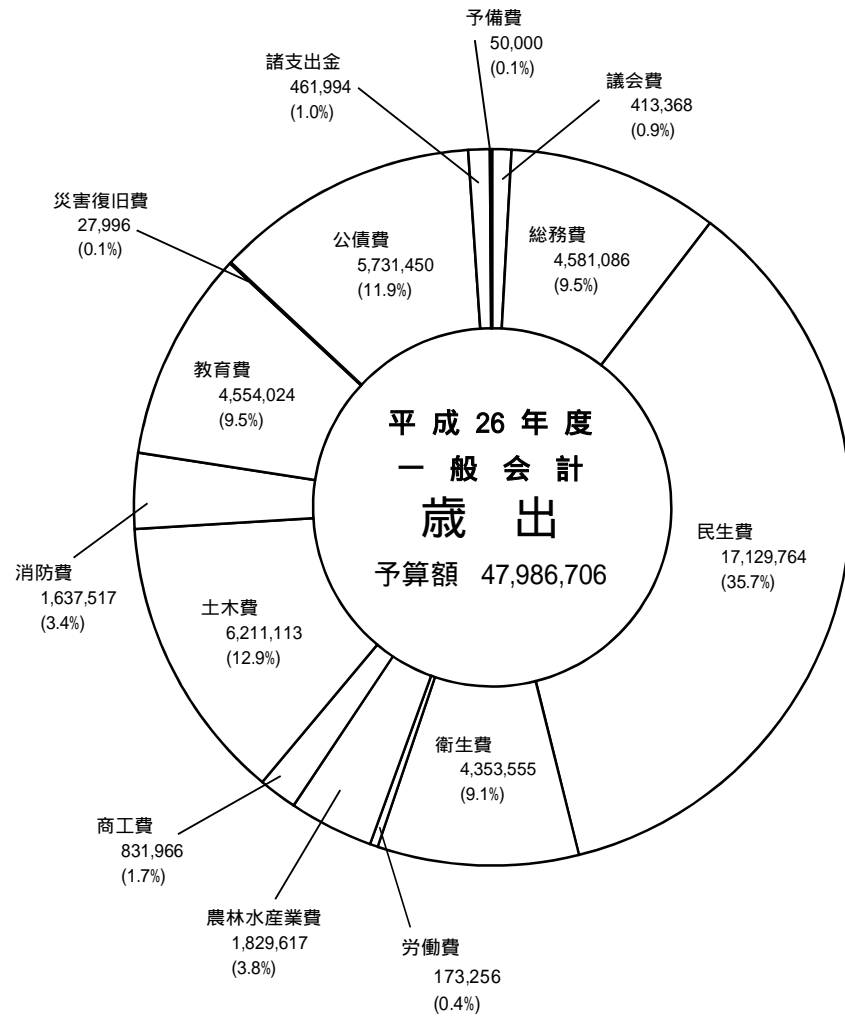 予備費
50,000
(0.1%)
議会費
413,368
(0.9%)
総務費
4,581,086
(9.5%)
民生費
17,129,764
(35.7%)
衛生費
4,353,555
(9.1%)
労働費
173,256
(0.4%)
農林水産業費
1,829,617
(3.8%)
商工費
831,966
(1.7%)
土木費
6,211,113
(12.9%)
消防費
1,637,517
(3.4%)
教育費
4,554,024
(9.5%)
災害復旧費
27,996
(0.1%)
公債費
5,731,450
(11.9%)
諸支出金
461,994
(1.0%)
平 成 26 年 度
一 般 会 計
歳 出
予算額 47,986,706